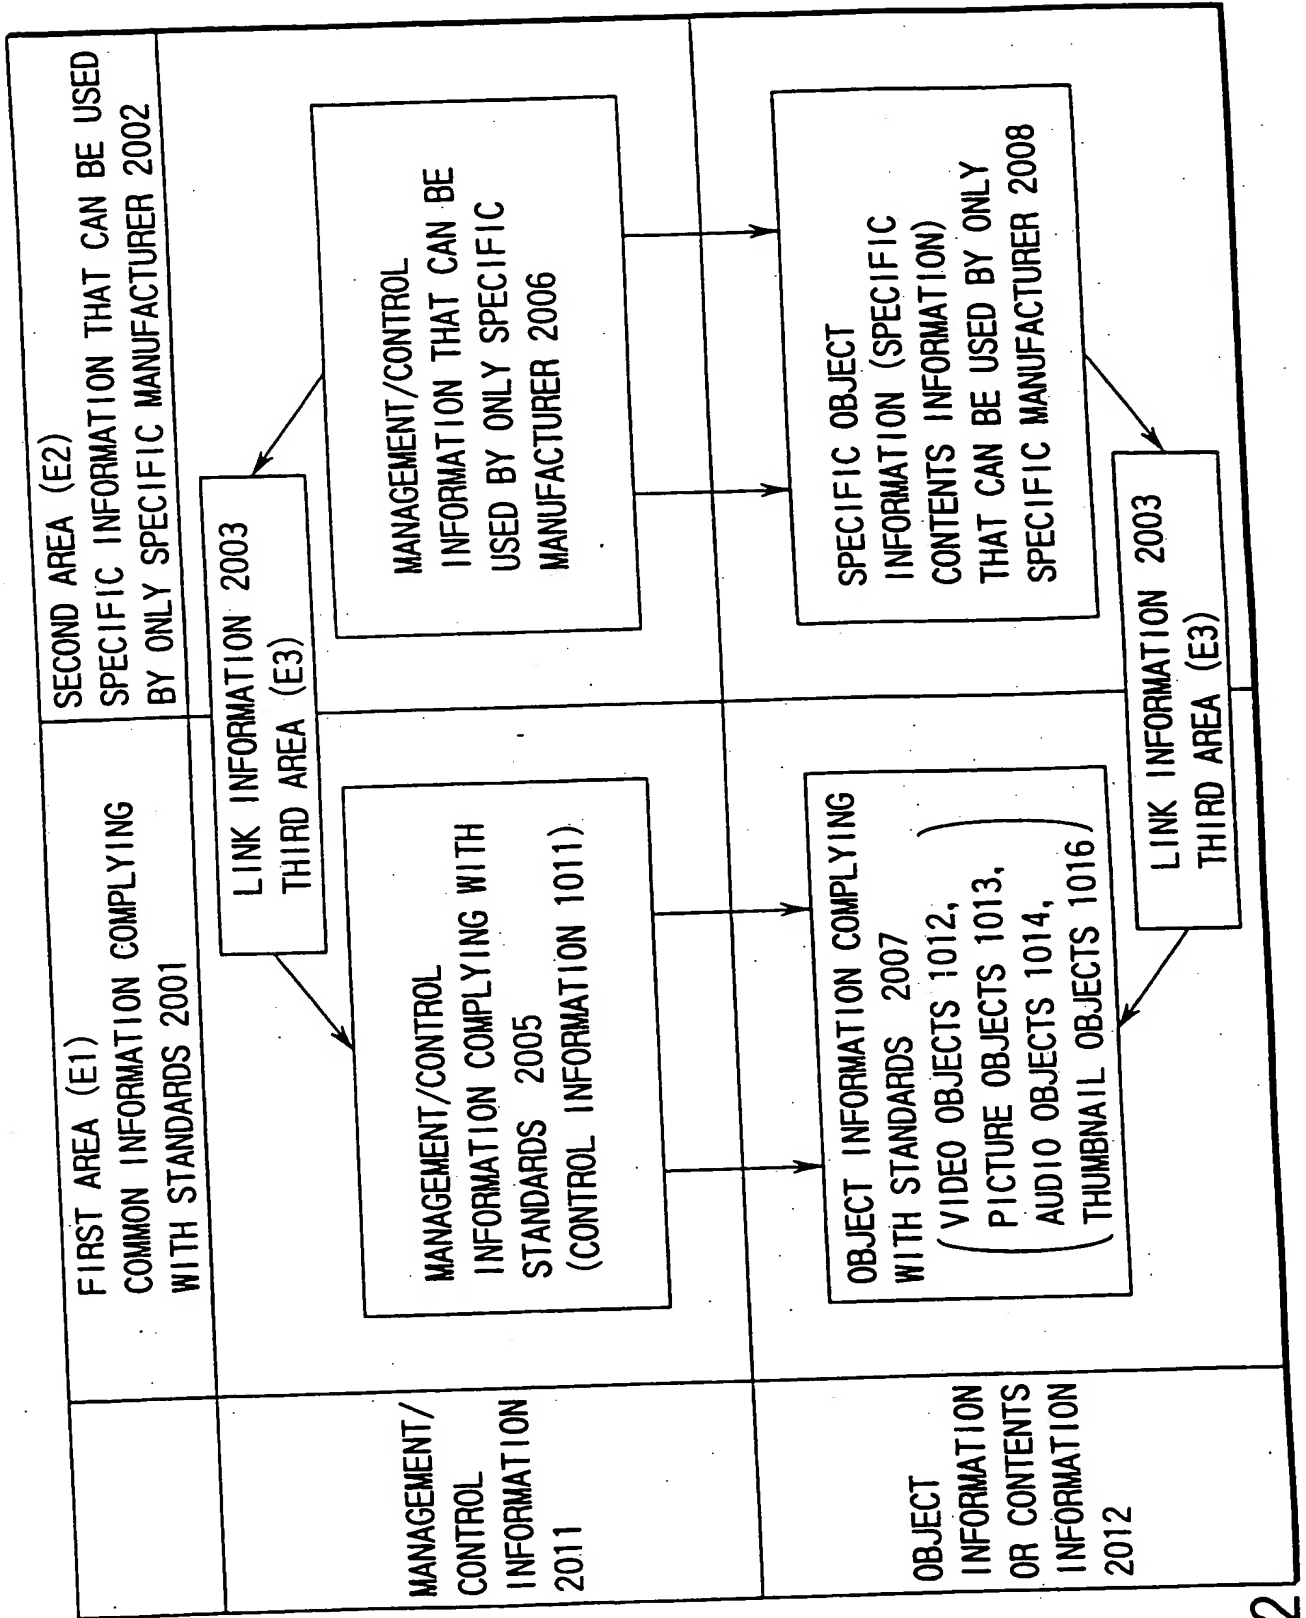 FIRST AREA (E1)
COMMON INFORMATION COMPLYING
WITH STANDARDS 2001
SECOND AREA (E2)
SPECIFIC INFORMATION THAT CAN BE USED
BY ONLY SPECIFIC MANUFACTURER 2002
MANAGEMENT/
CONTROL
INFORMATION
2011
LINK INFORMATION 2003
THIRD AREA (E3)
MANAGEMENT/CONTROL
INFORMATION COMPLYING WITH
STANDARDS 2005
(CONTROL INFORMATION 1011)
MANAGEMENT/CONTROL
INFORMATION THAT CAN BE
USED BY ONLY SPECIFIC
MANUFACTURER 2006
OBJECT
INFORMATION
OR CONTENTS
INFORMATION
2012
OBJECT INFORMATION COMPLYING
WITH STANDARDS 2007
(VIDEO OBJECTS 1012,
PICTURE OBJECTS 1013,
AUDIO OBJECTS 1014,
THUMBNAIL OBJECTS 1016)
SPECIFIC OBJECT
INFORMATION (SPECIFIC
CONTENTS INFORMATION)
THAT CAN BE USED BY ONLY
SPECIFIC MANUFACTURER 2008
LINK INFORMATION 2003
THIRD AREA (E3)
2